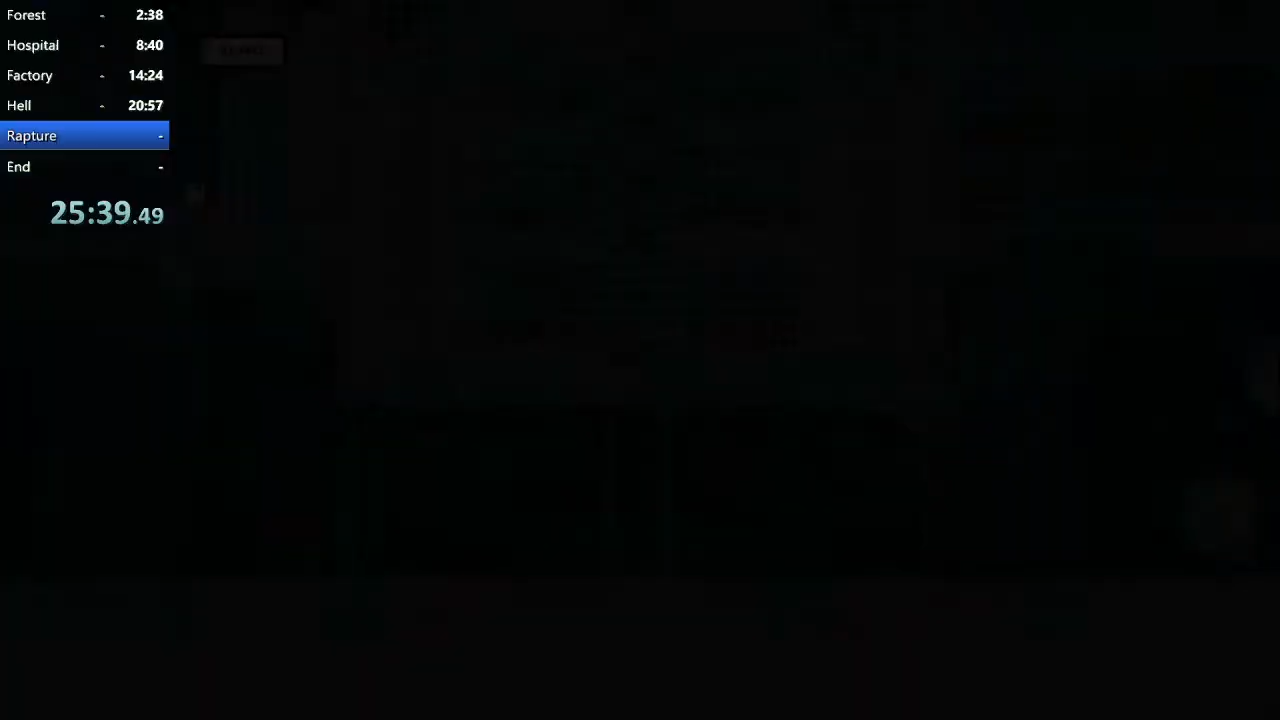 Forest - 2:38
Hospital - 8:40
Factory - 14:24
Hell - 20:57
Rapture -
End -
25:39.49